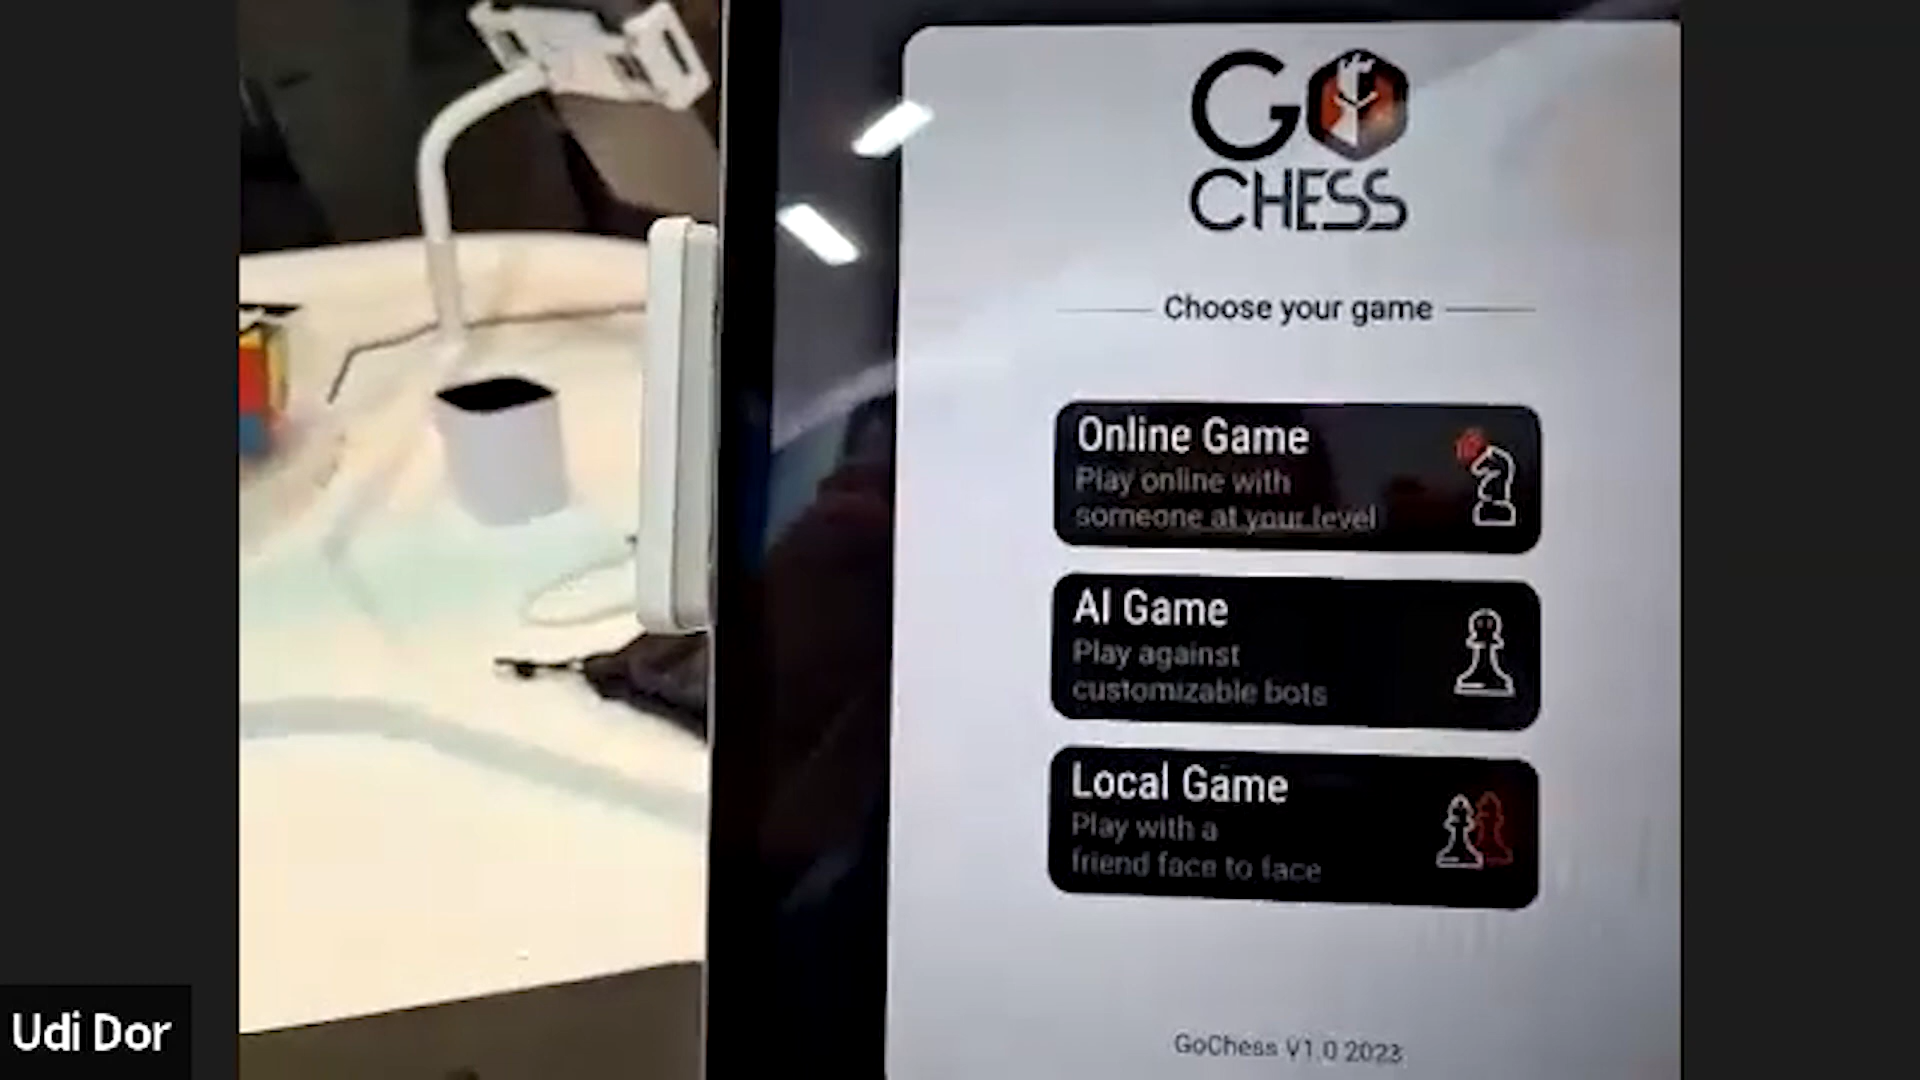 GO
CHESS
Choose your game
Online Game
Play online with
someone at your level
AI Game
Play against
customizable bots
Local Game
Play with a
friend face to face
GoChess V1.0 2023
Udi Dor